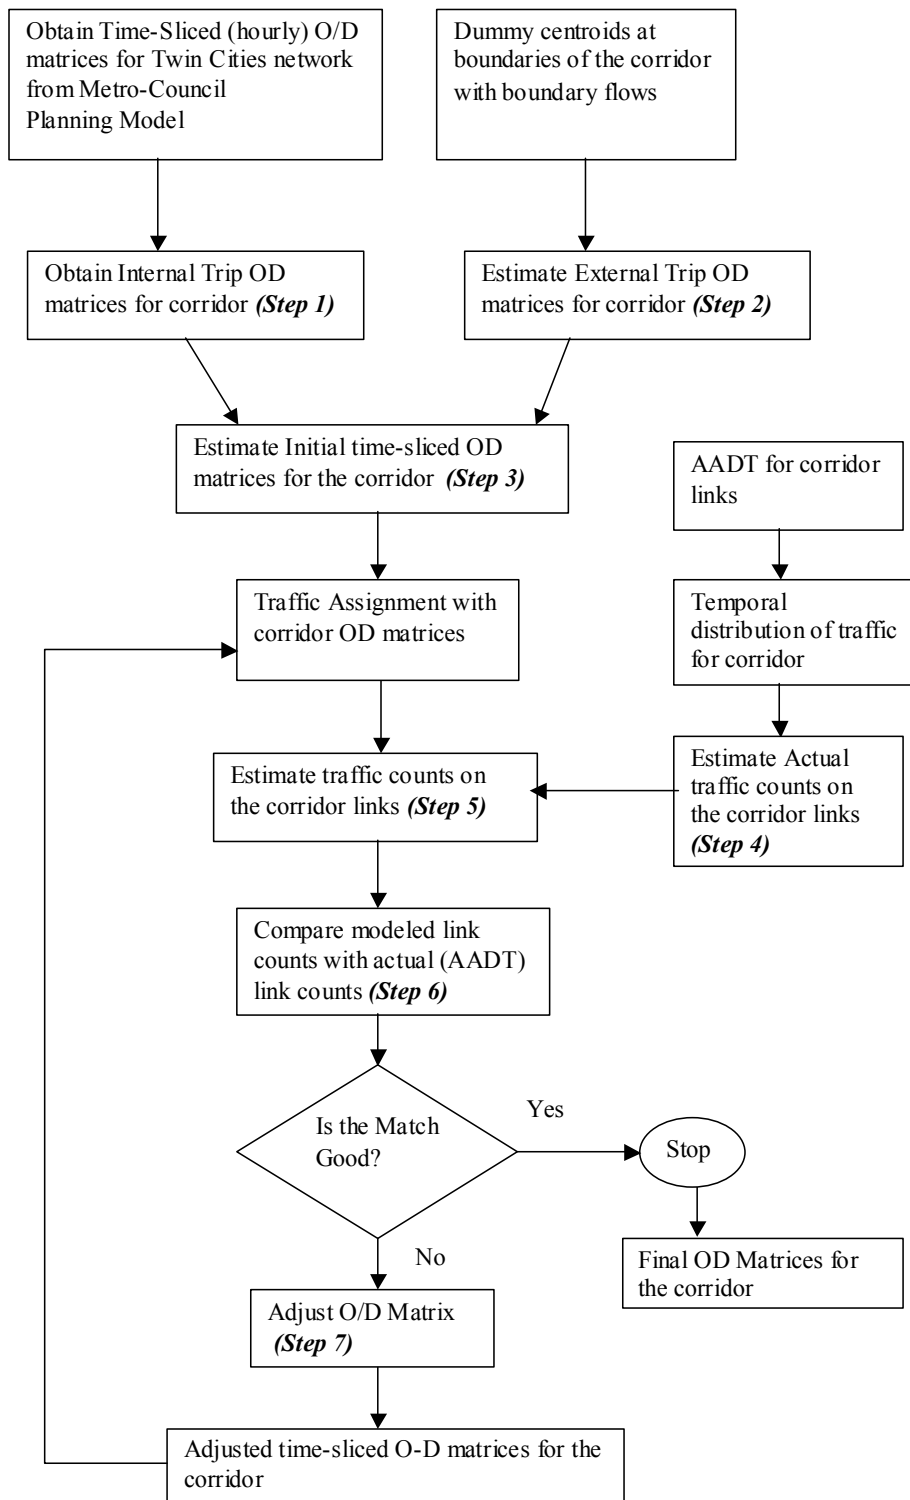 Obtain Time-Sliced (hourly) O/D
matrices for Twin Cities network
from Metro-Council
Planning Model
Dummy centroids at
boundaries of the corridor
with boundary flows
Obtain Internal Trip OD
matrices for corridor (Step 1)
Estimate External Trip OD
matrices for corridor (Step 2)
Estimate Initial time-sliced OD
matrices for the corridor (Step 3)
AADT for corridor
links
Traffic Assignment with
corridor OD matrices
Temporal
distribution of traffic
for corridor
Estimate traffic counts on
the corridor links (Step 5)
Estimate Actual
traffic counts on
the corridor links
(Step 4)
Compare modeled link
counts with actual (AADT)
link counts (Step 6)
Is the Match
Good?
Yes
Stop
No
Final OD Matrices for
the corridor
Adjust O/D Matrix
(Step 7)
Adjusted time-sliced O-D matrices for the
corridor